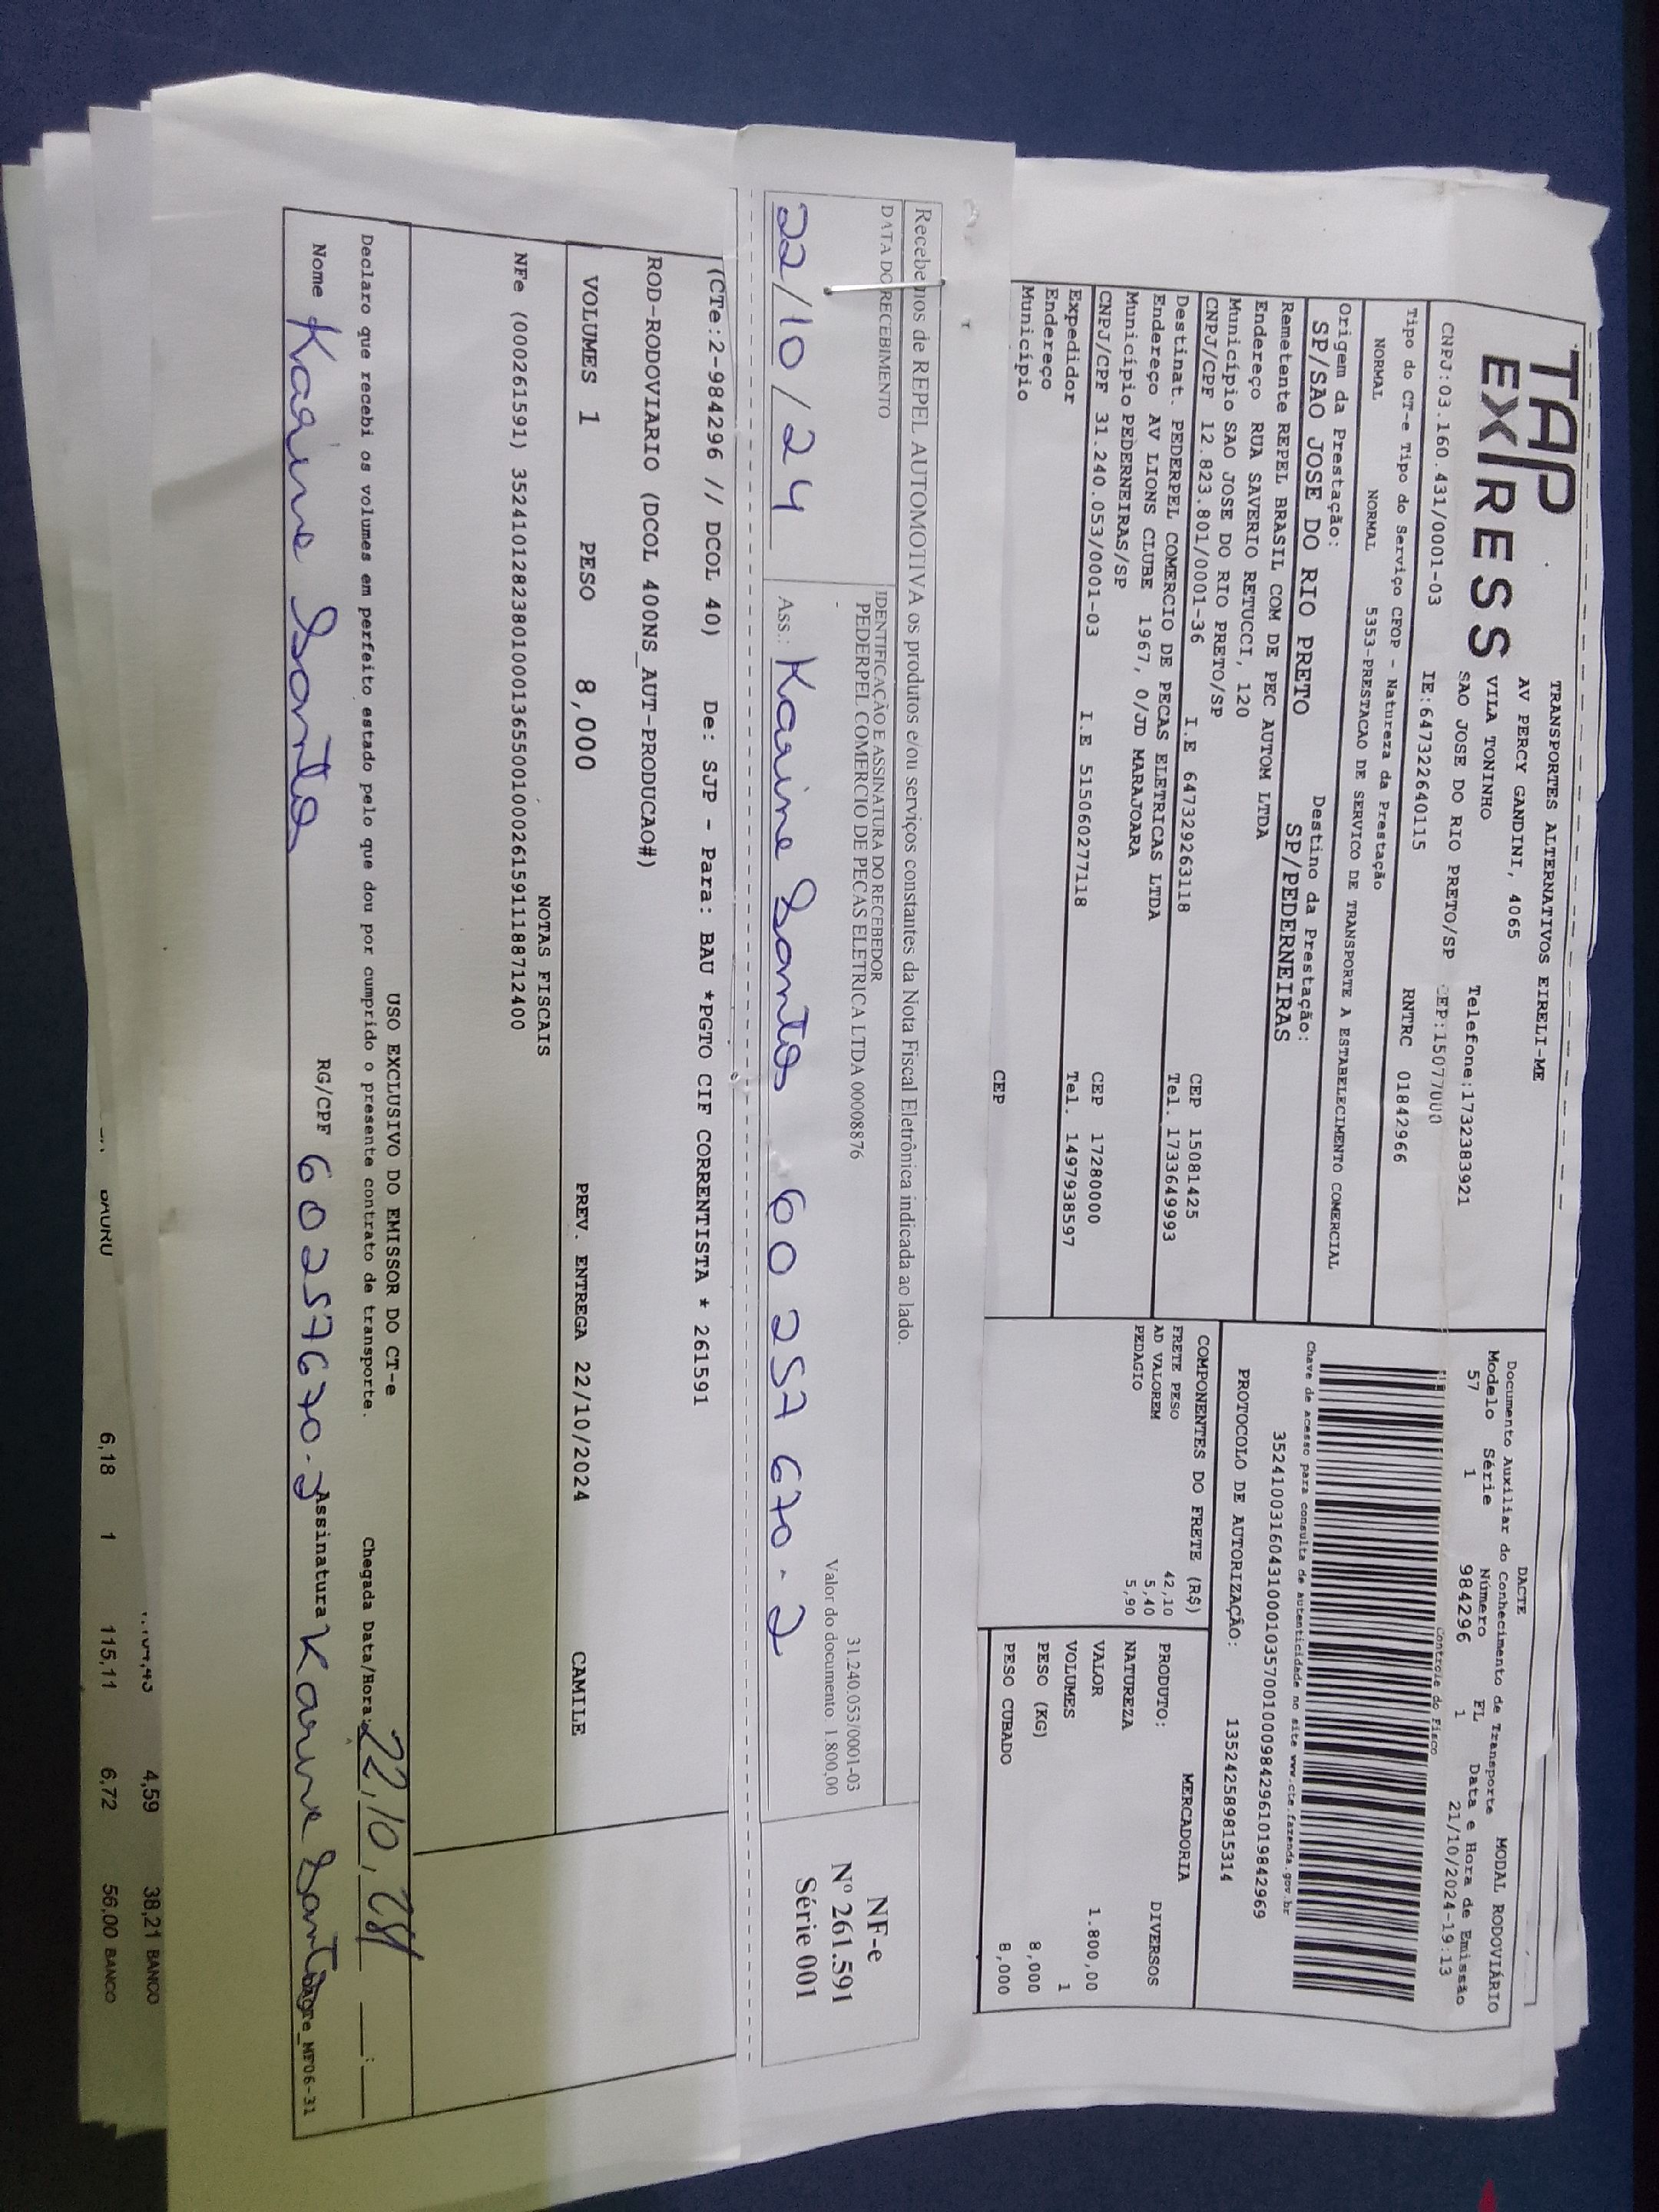 TAP
EXPRESS
TRANSPORTES ALTERNATIVOS EIRELI-ME
AV PERCY GANDINI, 4065
VILA TONINHO Telefone:1732383921
SAO JOSE DO RIO PRETO/SP CEP:15077000
CNPJ:03.160.431/0001-03 IE:647322640115 RNTRC 01842966
Tipo do CT-e Tipo do Serviço CFOP - Natureza da Prestação
NORMAL NORMAL 5353-PRESTACAO DE SERVICO DE TRANSPORTE A ESTABELECIMENTO COMERCIAL
Origem da Prestação: Destino da Prestação:
SP/SAO JOSE DO RIO PRETO SP/PEDERNEIRAS
Remetente REPEL BRASIL COM DE PEC AUTOM LTDA
Endereço RUA SAVERIO RETUCCI, 120 CEP 15081425
Município SAO JOSE DO RIO PRETO/SP Tel. 1733649993
CNPJ/CPF 12.823.801/0001-36 I.E 647329263118
Destinat. PEDERPEL COMERCIO DE PECAS ELETRICAS LTDA
Endereço AV LIONS CLUBE 1967, 0/JD MARAJOARA CEP 17280000
Município PEDERNEIRAS/SP Tel. 1497938597
CNPJ/CPF 31.240.053/0001-03 I.E 515060277118
Expedidor
Endereço CEP
Município
DACTE MODAL RODOVIÁRIO
Documento Auxiliar do Conhecimento de Transporte
Modelo Série Número FL Data e Hora de Emissão
57 1 984296 1 21/10/2024-19:13
Controle do Fisco
Chave de acesso para consulta de autenticidade no site www.cte.fazenda.gov.br
35241003160431000103570010009842961019842969
PROTOCOLO DE AUTORIZAÇÃO: 135242589815314
COMPONENTES DO FRETE (R$)
FRETE PESO 42,10
AD VALOREM 5,40
PEDAGIO 5,90
MERCADORIA
PRODUTO: DIVERSOS
NATUREZA
VALOR 1.800,00
VOLUMES 1
PESO (KG) 8,000
PESO CUBADO 8,000
Recebemos de REPEL AUTOMOTIVA os produtos e/ou serviços constantes da Nota Fiscal Eletrônica indicada ao lado.
DATA DO RECEBIMENTO
22/10/24
IDENTIFICAÇÃO E ASSINATURA DO RECEBEDOR
PEDERPEL COMERCIO DE PECAS ELETRICA LTDA 00008876 31.240.053/0001-03
Valor do documento 1.800,00
Ass.: Karine Santos 60 257 670-2
NF-e
Nº 261.591
Série 001
(CTe:2-984296 // DCOL 40) De: SJP - Para: BAU *PGTO CIF CORRENTISTA * 261591
ROD-RODOVIARIO (DCOL 400NS_AUT-PRODUCAO#)
VOLUMES 1 PESO 8,000 PREV. ENTREGA 22/10/2024 CAMILE
NOTAS FISCAIS
NFe (000261591) 35241012823801000136550010002615911188712400
USO EXCLUSIVO DO EMISSOR DO CT-e
Declaro que recebi os volumes em perfeito estado pelo que dou por cumprido o presente contrato de transporte. Chegada Data/Hora: 22/10/24
Nome Karine Santos RG/CPF 60257670-2 Assinatura Karine Santos
4,59 38,21 BANCO
BAURU 6,18 1 115,11 6,72 56,00 BANCO